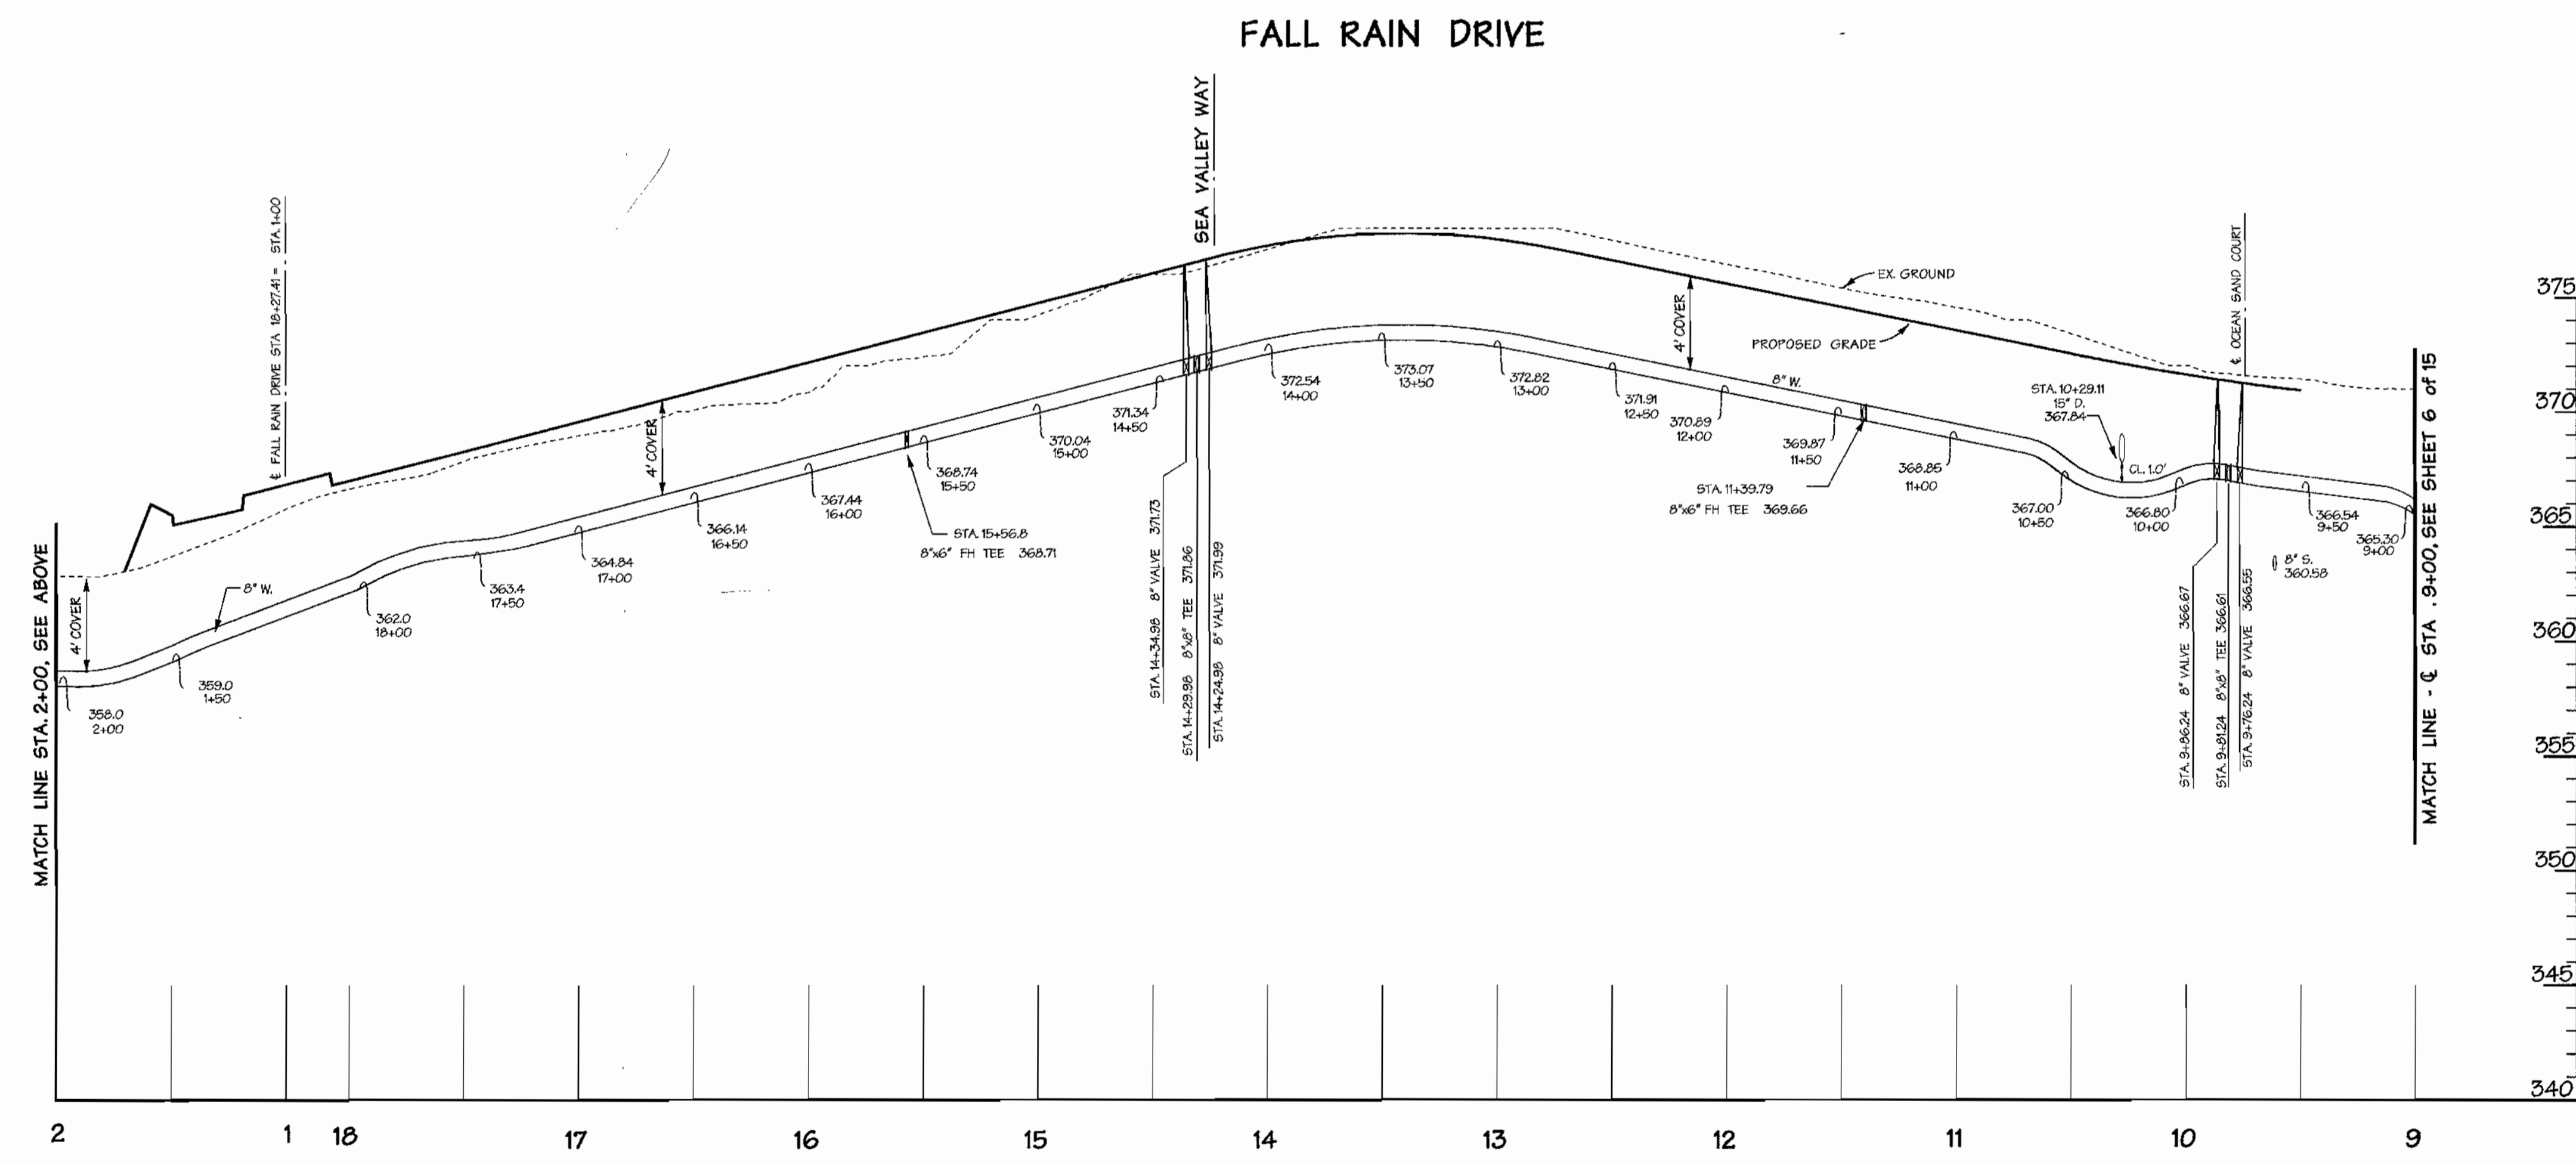 FALL RAIN DRIVE
SEA VALLEY WAY
℄ FALL RAIN DRIVE STA 18+27.41 = STA. 1+00
℄ OCEAN SAND COURT
EX. GROUND
PROPOSED GRADE
4' COVER
4' COVER
4' COVER
8" W.
8" W.
STA. 10+29.11
15" D.
367.84
CL. 1.0'
358.0
2+00
359.0
1+50
362.0
18+00
363.4
17+50
364.84
17+00
366.14
16+50
367.44
16+00
368.74
15+50
STA. 15+56.8
8"x6" FH TEE 368.71
370.04
15+00
371.34
14+50
STA. 14+34.98 8" VALVE 371.73
STA. 14+29.98 8"x8" TEE 371.86
STA. 14+24.98 8" VALVE 371.99
372.54
14+00
373.07
13+50
372.82
13+00
371.91
12+50
370.89
12+00
369.87
11+50
STA. 11+39.79
8"x6" FH TEE 369.66
368.85
11+00
367.00
10+50
366.80
10+00
STA. 9+86.24 8" VALVE 366.67
STA. 9+81.24 8"x8" TEE 366.61
STA. 9+76.24 8" VALVE 366.55
366.54
9+50
365.30
9+00
8" S.
360.58
MATCH LINE STA. 2+00, SEE ABOVE
MATCH LINE - ℄ STA . 9+00, SEE SHEET 6 of 15
375
370
365
360
355
350
345
340
2 1 18 17 16 15 14 13 12 11 10 9